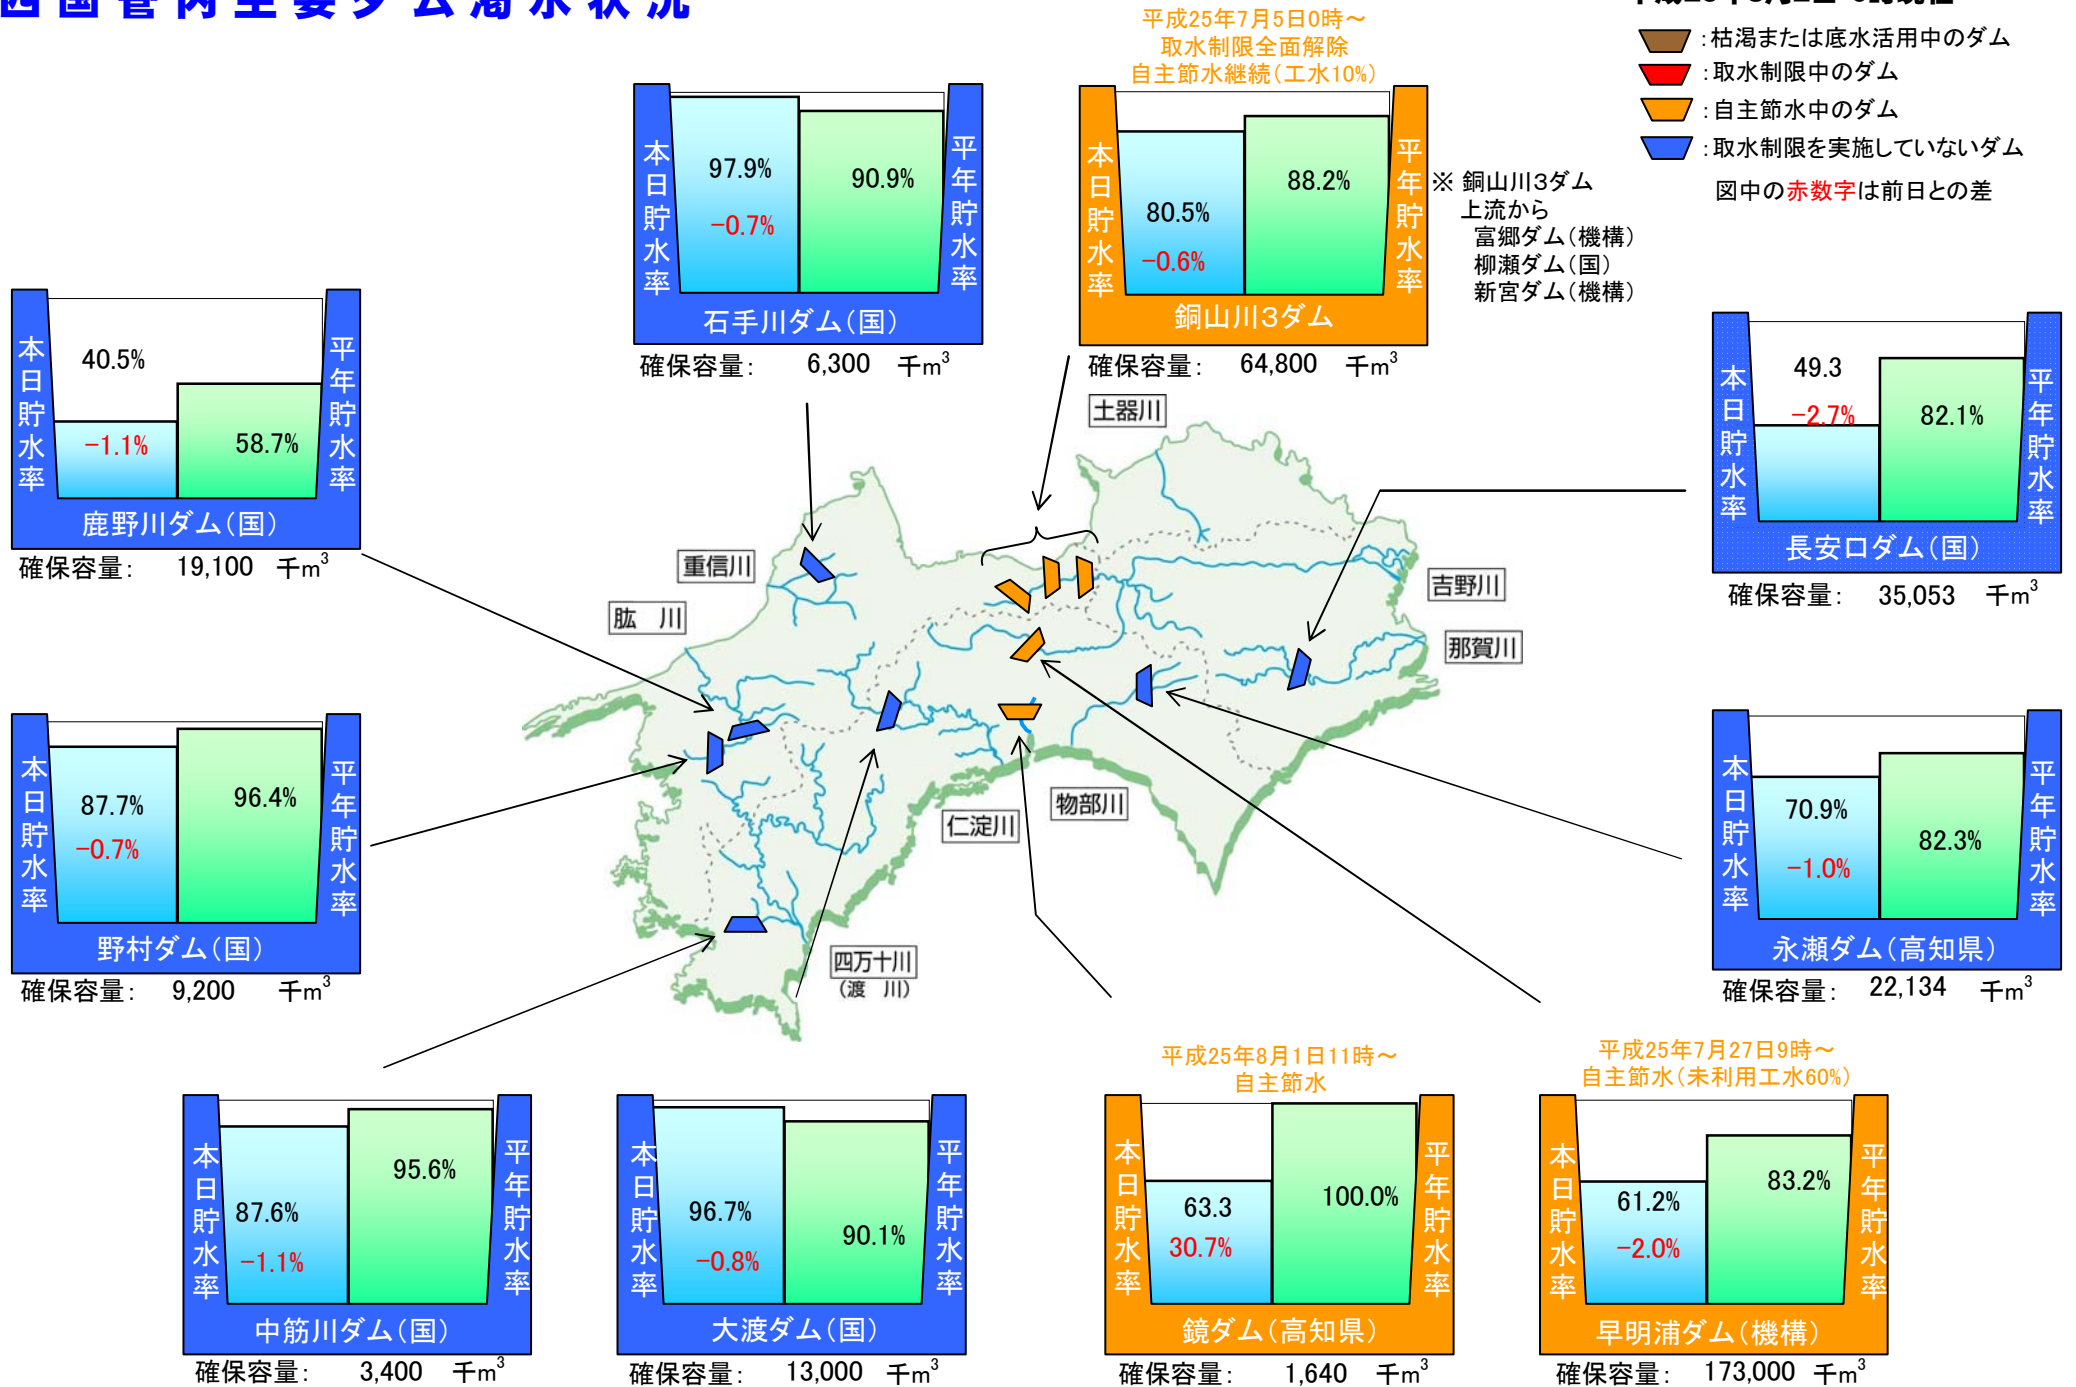 四国管内主要ダム渇水状況
:枯渇または底水活用中のダム
:取水制限中のダム
:自主節水中のダム
:取水制限を実施していないダム
図中の赤数字は前日との差
平成25年7月5日0時～
取水制限全面解除
自主節水継続(工水10%)
本日貯水率
97.9%
-0.7%
90.9%
平年貯水率
石手川ダム(国)
確保容量: 6,300 千m³
本日貯水率
80.5%
-0.6%
88.2%
平年貯水率
銅山川3ダム
確保容量: 64,800 千m³
※ 銅山川3ダム
上流から
富郷ダム(機構)
柳瀬ダム(国)
新宮ダム(機構)
本日貯水率
40.5%
-1.1%
58.7%
平年貯水率
鹿野川ダム(国)
確保容量: 19,100 千m³
本日貯水率
49.3
-2.7%
82.1%
平年貯水率
長安口ダム(国)
確保容量: 35,053 千m³
土器川
重信川
肱 川
吉野川
那賀川
物部川
仁淀川
四万十川
(渡 川)
本日貯水率
87.7%
-0.7%
96.4%
平年貯水率
野村ダム(国)
確保容量: 9,200 千m³
本日貯水率
70.9%
-1.0%
82.3%
平年貯水率
永瀬ダム(高知県)
確保容量: 22,134 千m³
本日貯水率
87.6%
-1.1%
95.6%
平年貯水率
中筋川ダム(国)
確保容量: 3,400 千m³
本日貯水率
96.7%
-0.8%
90.1%
平年貯水率
大渡ダム(国)
確保容量: 13,000 千m³
平成25年8月1日11時～
自主節水
本日貯水率
63.3
30.7%
100.0%
平年貯水率
鏡ダム(高知県)
確保容量: 1,640 千m³
平成25年7月27日9時～
自主節水(未利用工水60%)
本日貯水率
61.2%
-2.0%
83.2%
平年貯水率
早明浦ダム(機構)
確保容量: 173,000 千m³